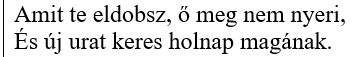 Amit te eldobsz, ő meg nem nyeri,
És új urat keres holnap magának.